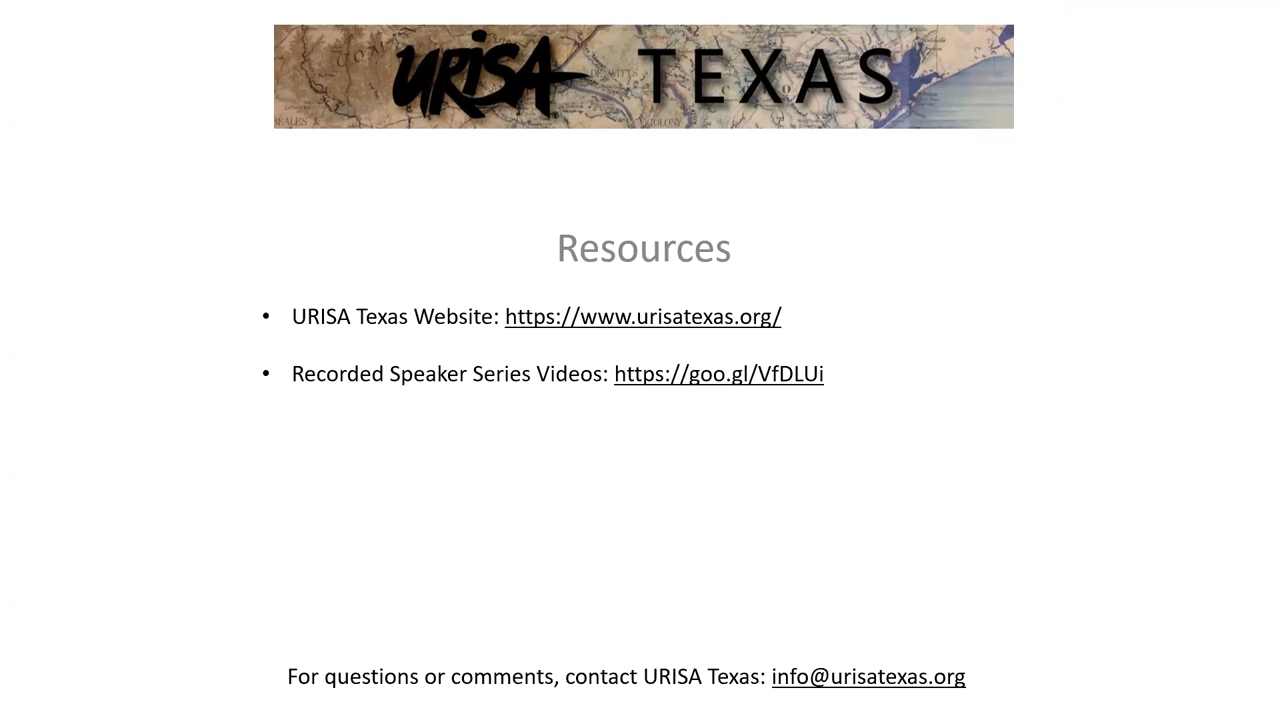 URISA TEXAS
Resources
• URISA Texas Website: https://www.urisatexas.org/
• Recorded Speaker Series Videos: https://goo.gl/VfDLUi
For questions or comments, contact URISA Texas: info@urisatexas.org